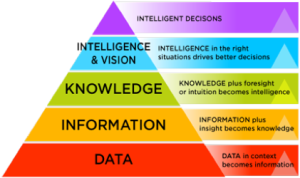 INTELLIGENT DECISONS
INTELLIGENCE
& VISION
INTELLIGENCE in the right
situations drives better decisions
KNOWLEDGE
KNOWLEDGE plus foresight
or intuition becomes intelligence
INFORMATION
INFORMATION plus
insight becomes knowledge
DATA
DATA in context
becomes information